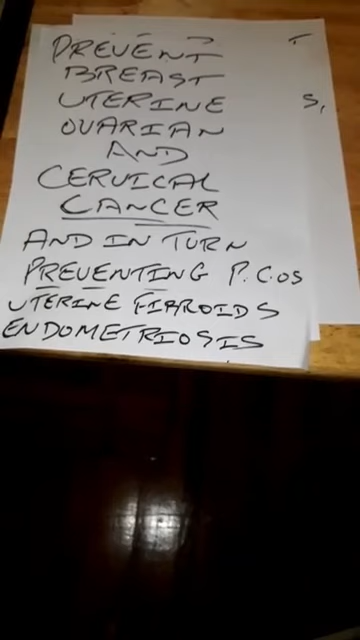 PREVENT
BREAST
UTERINE
OVARIAN
AND
CERVICAL
CANCER
AND IN TURN
PREVENTING P.COS
UTERINE FIBROIDS
ENDOMETRIOSIS